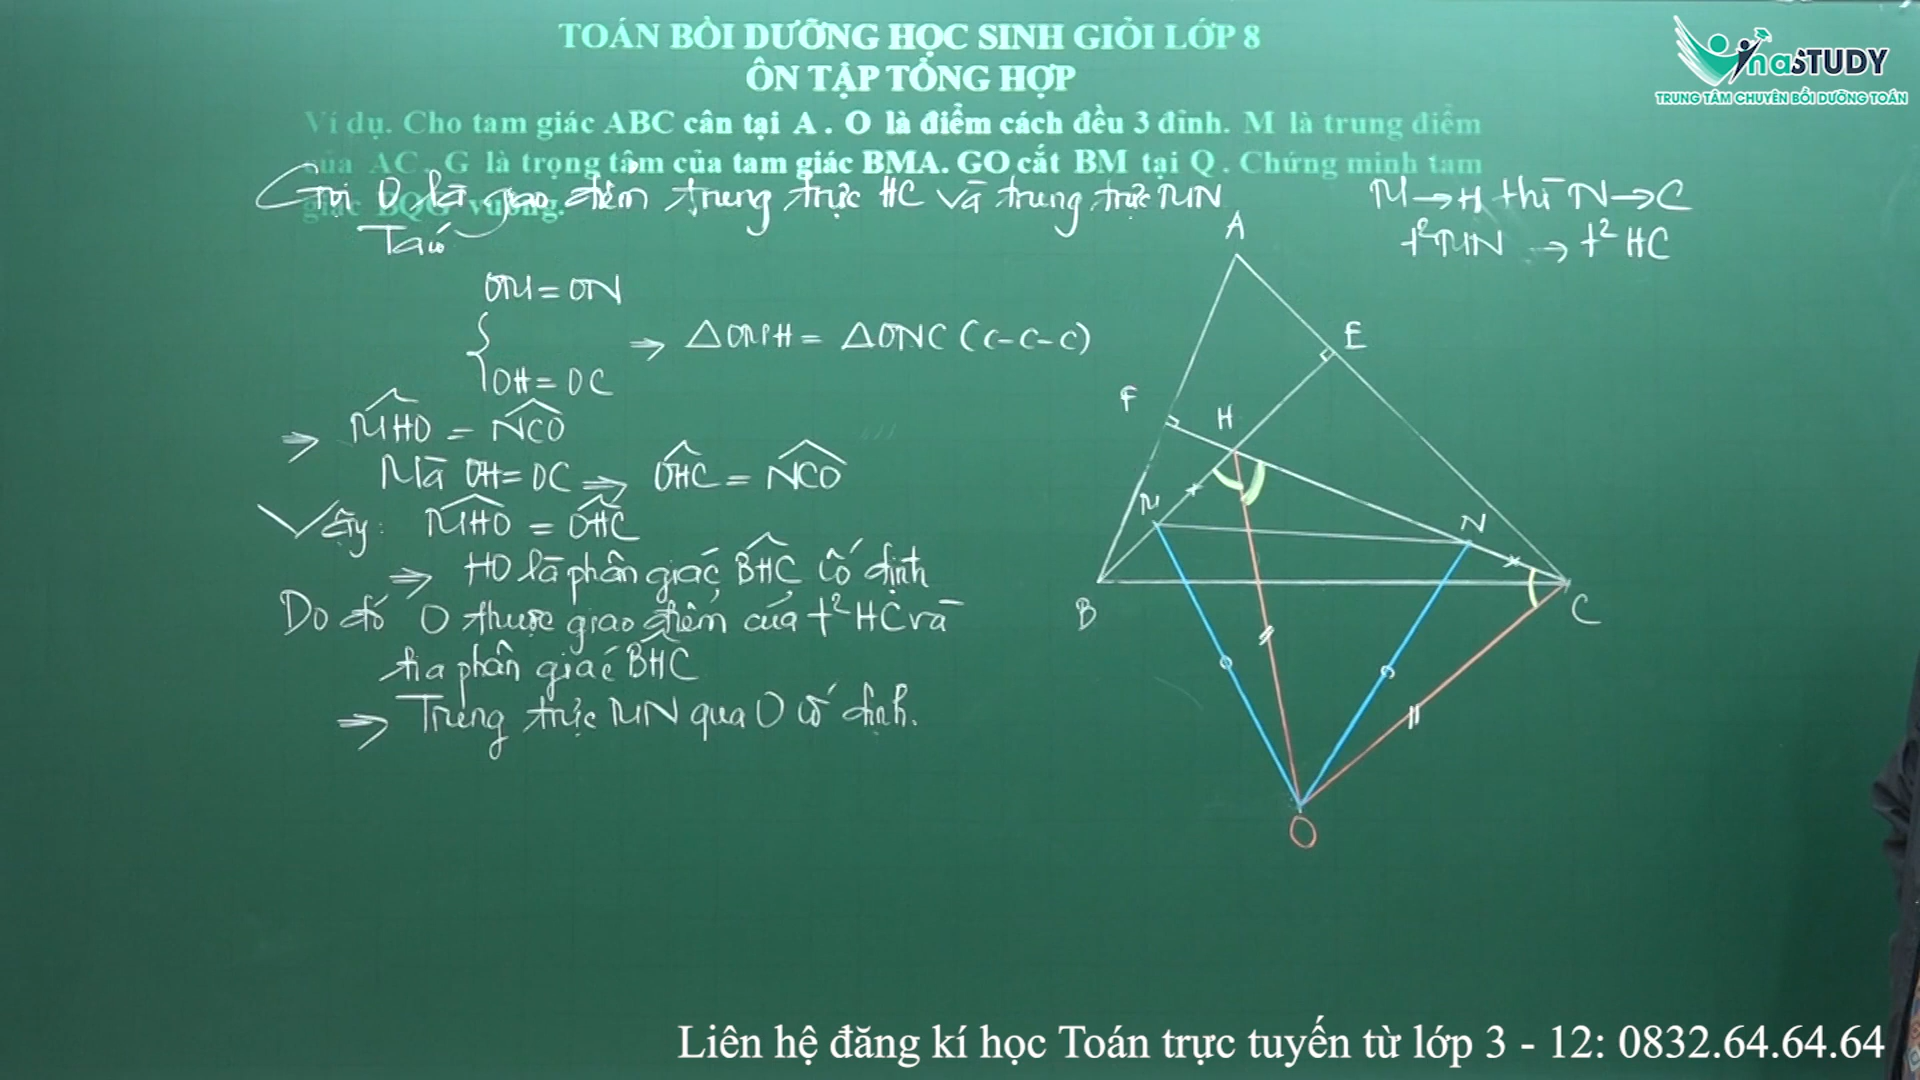 TOÁN BỒI DƯỠNG HỌC SINH GIỎI LỚP 8
ÔN TẬP TỔNG HỢP
Ví dụ. Cho tam giác ABC cân tại A. O là điểm cách đều 3 đỉnh. M là trung điểm
của AC. G là trọng tâm của tam giác BMA. GO cắt BM tại Q. Chứng minh tam
giác BQG vuông.
inaSTUDY
TRUNG TÂM CHUYÊN BỒI DƯỠNG TOÁN
Gọi O là giao điểm trung trực HC và trung trực MN
Ta có
OM = ON
OH = OC
→ △OMH = △ONC (c-c-c)
⇒ MHO = NCO
Mà OH = OC ⇒ OHC = NCO
Vậy: MHO = OHC
⇒ HO là phân giác BHC cố định
Do đó O thuộc giao điểm của t² HC và
tia phân giác BHC
⇒ Trung trực MN qua O cố định.
M → H thì N → C
t² MN → t² HC
A
E
F
H
M
N
B
C
O
Liên hệ đăng kí học Toán trực tuyến từ lớp 3 - 12: 0832.64.64.64